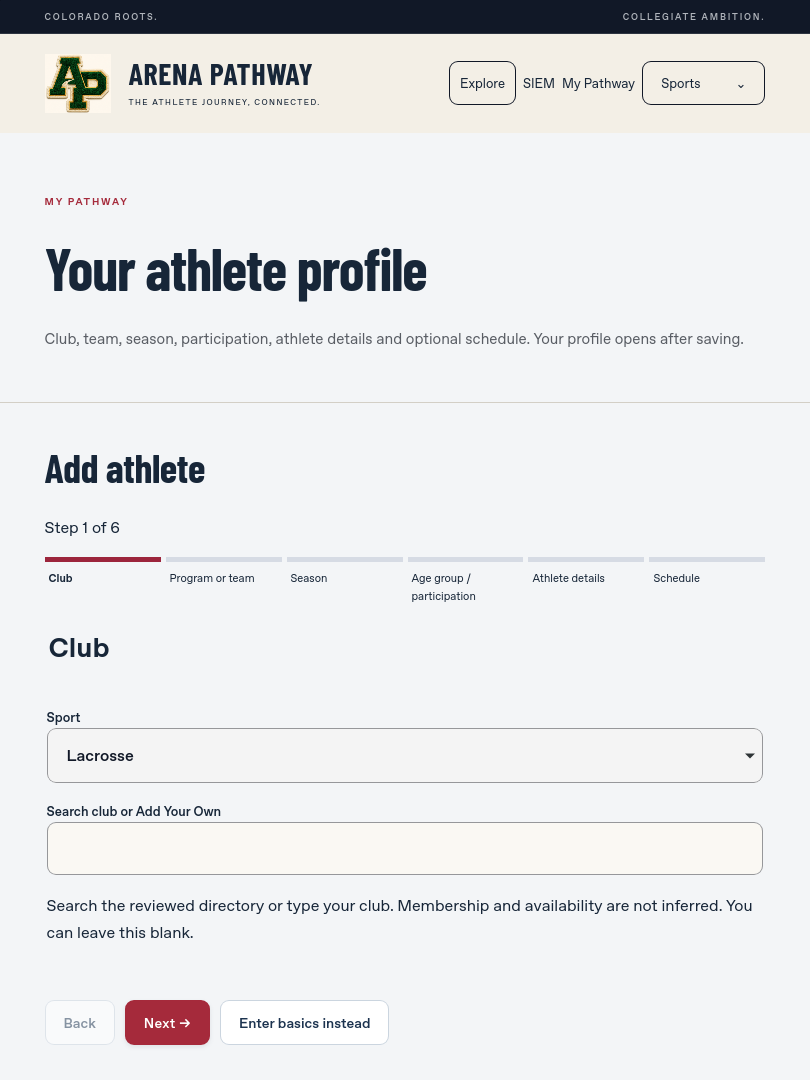 COLORADO ROOTS.
COLLEGIATE AMBITION.
AP
ARENA PATHWAY
THE ATHLETE JOURNEY, CONNECTED.
Explore
SIEM
My Pathway
Sports
MY PATHWAY
Your athlete profile
Club, team, season, participation, athlete details and optional schedule. Your profile opens after saving.
Add athlete
Step 1 of 6
Club
Program or team
Season
Age group /
participation
Athlete details
Schedule
Club
Sport
Lacrosse
Search club or Add Your Own
Search the reviewed directory or type your club. Membership and availability are not inferred. You
can leave this blank.
Back
Next →
Enter basics instead